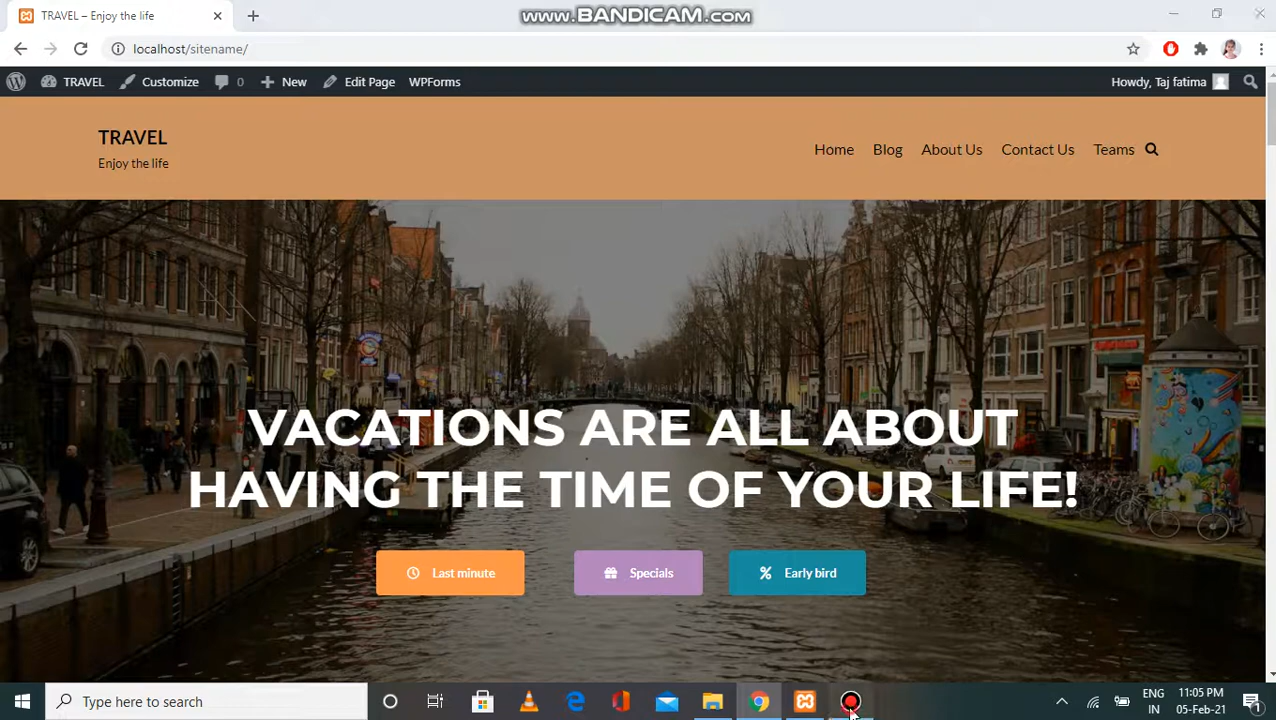 TRAVEL – Enjoy the life
www.BANDICAM.com
localhost/sitename/
TRAVEL
Customize
0
New
Edit Page
WPForms
Howdy, Taj fatima
TRAVEL
Enjoy the life
Home
Blog
About Us
Contact Us
Teams
VACATIONS ARE ALL ABOUT
HAVING THE TIME OF YOUR LIFE!
Last minute
Specials
Early bird
Type here to search
ENG
IN
11:05 PM
05-Feb-21
1